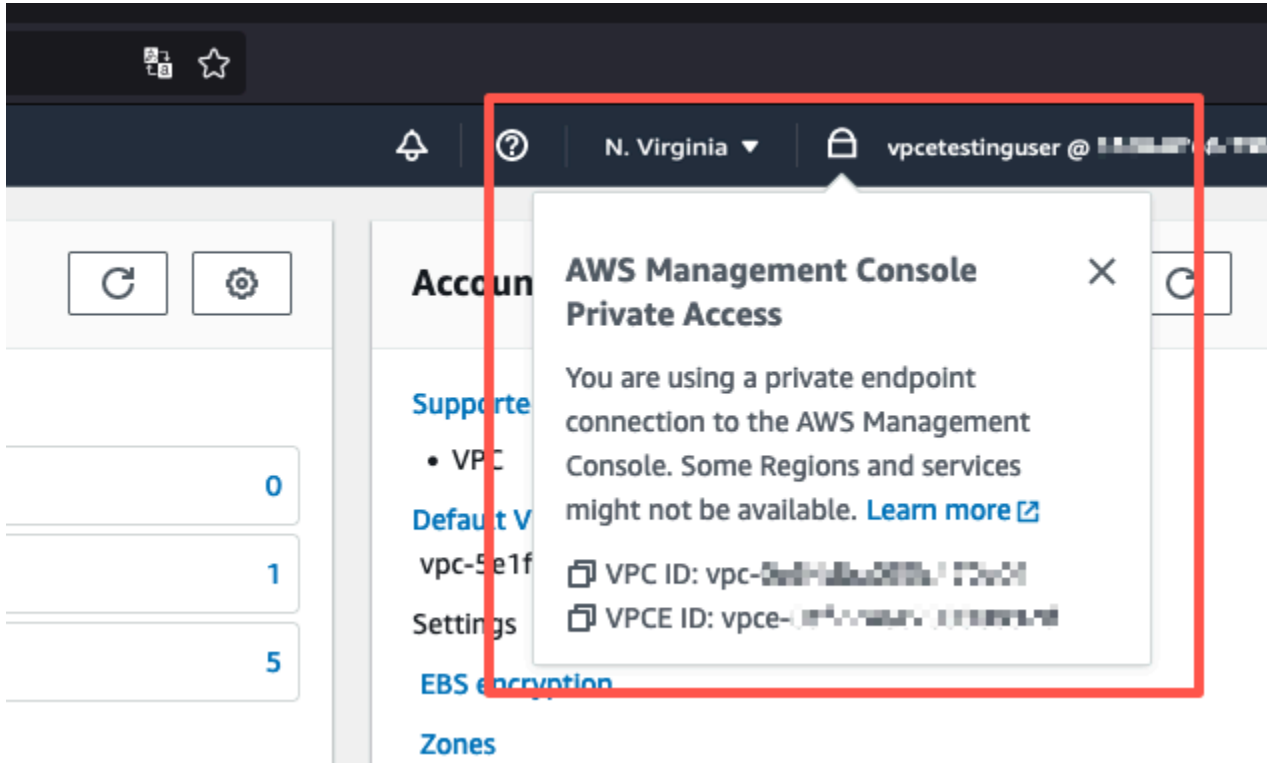 N. Virginia
vpcetestinguser @
Accoun
AWS Management Console
Private Access
You are using a private endpoint
connection to the AWS Management
Console. Some Regions and services
might not be available. Learn more
VPC ID: vpc-
VPCE ID: vpce-
Supporte
• VPC
Default V
vpc-5e1f
Settings
EBS encryption
Zones
0
1
5